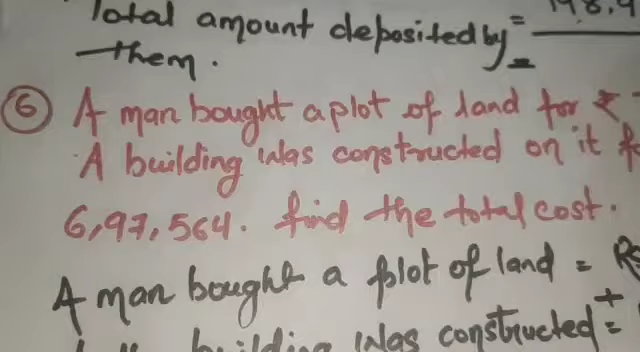 Total amount deposited by =
them.
⑥ A man bought a plot of land for ₹
A building was constructed on it
6,97,564. find the total cost.
A man bought a plot of land = Rs
+
building was constructed =